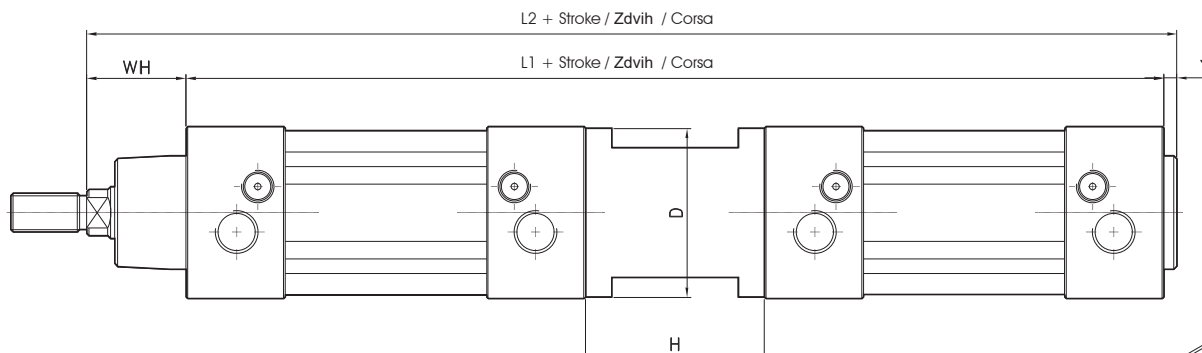 L2 + Stroke / Zdvih / Corsa
WH
L1 + Stroke / Zdvih / Corsa
D
H